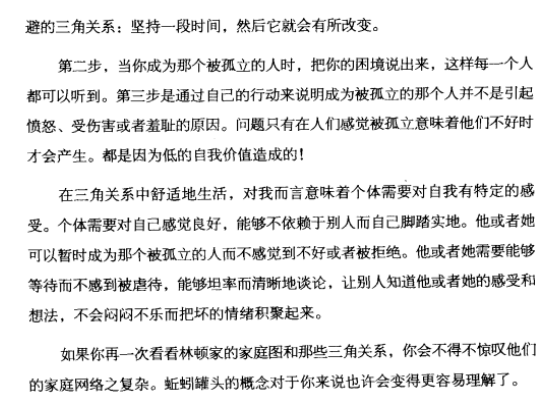 避的三角关系：坚持一段时间，然后它就会有所改变。
第二步，当你成为那个被孤立的人时，把你的困境说出来，这样每一个人
都可以听到。第三步是通过自己的行动来说明成为被孤立的那个人并不是引起
愤怒、受伤害或者羞耻的原因。问题只有在人们感觉被孤立意味着他们不好时
才会产生。都是因为低的自我价值造成的！
在三角关系中舒适地生活，对我而言意味着个体需要对自我有特定的感
受。个体需要对自己感觉良好，能够不依赖于别人而自己脚踏实地。他或者她
可以暂时成为那个被孤立的人而不感觉到不好或者被拒绝。他或者她需要能够
等待而不感到被虐待，能够坦率而清晰地谈论，让别人知道他或者她的感受和
想法，不会闷闷不乐而把坏的情绪积聚起来。
如果你再一次看看林顿家的家庭图和那些三角关系，你会不得不惊叹他们
的家庭网络之复杂。蚯蚓罐头的概念对于你来说也许会变得更容易理解了。